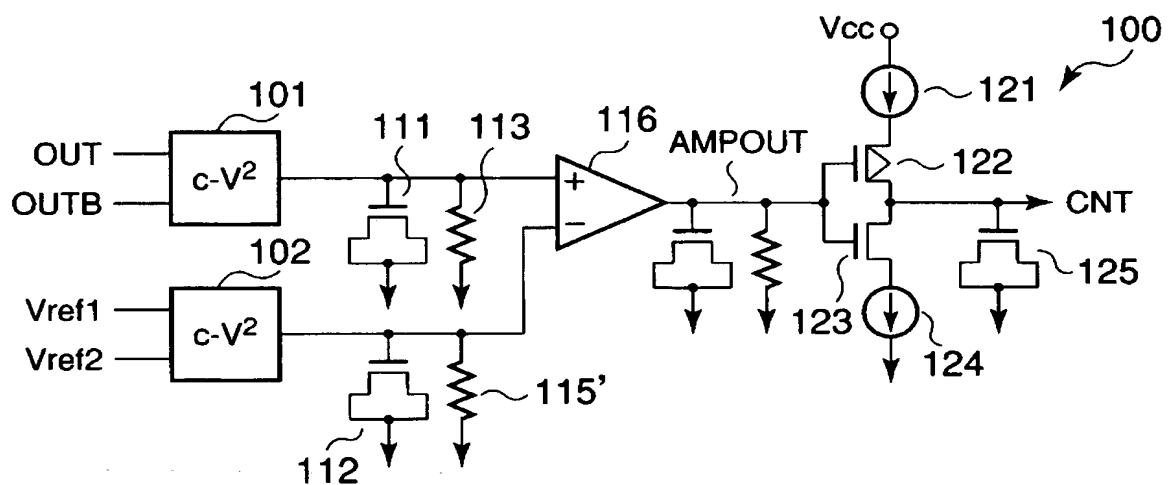 Vcc
100
101
121
OUT
OUTB
c-V²
111
113
116
AMPOUT
122
+
−
CNT
102
Vref1
Vref2
c-V²
123
125
124
115'
112